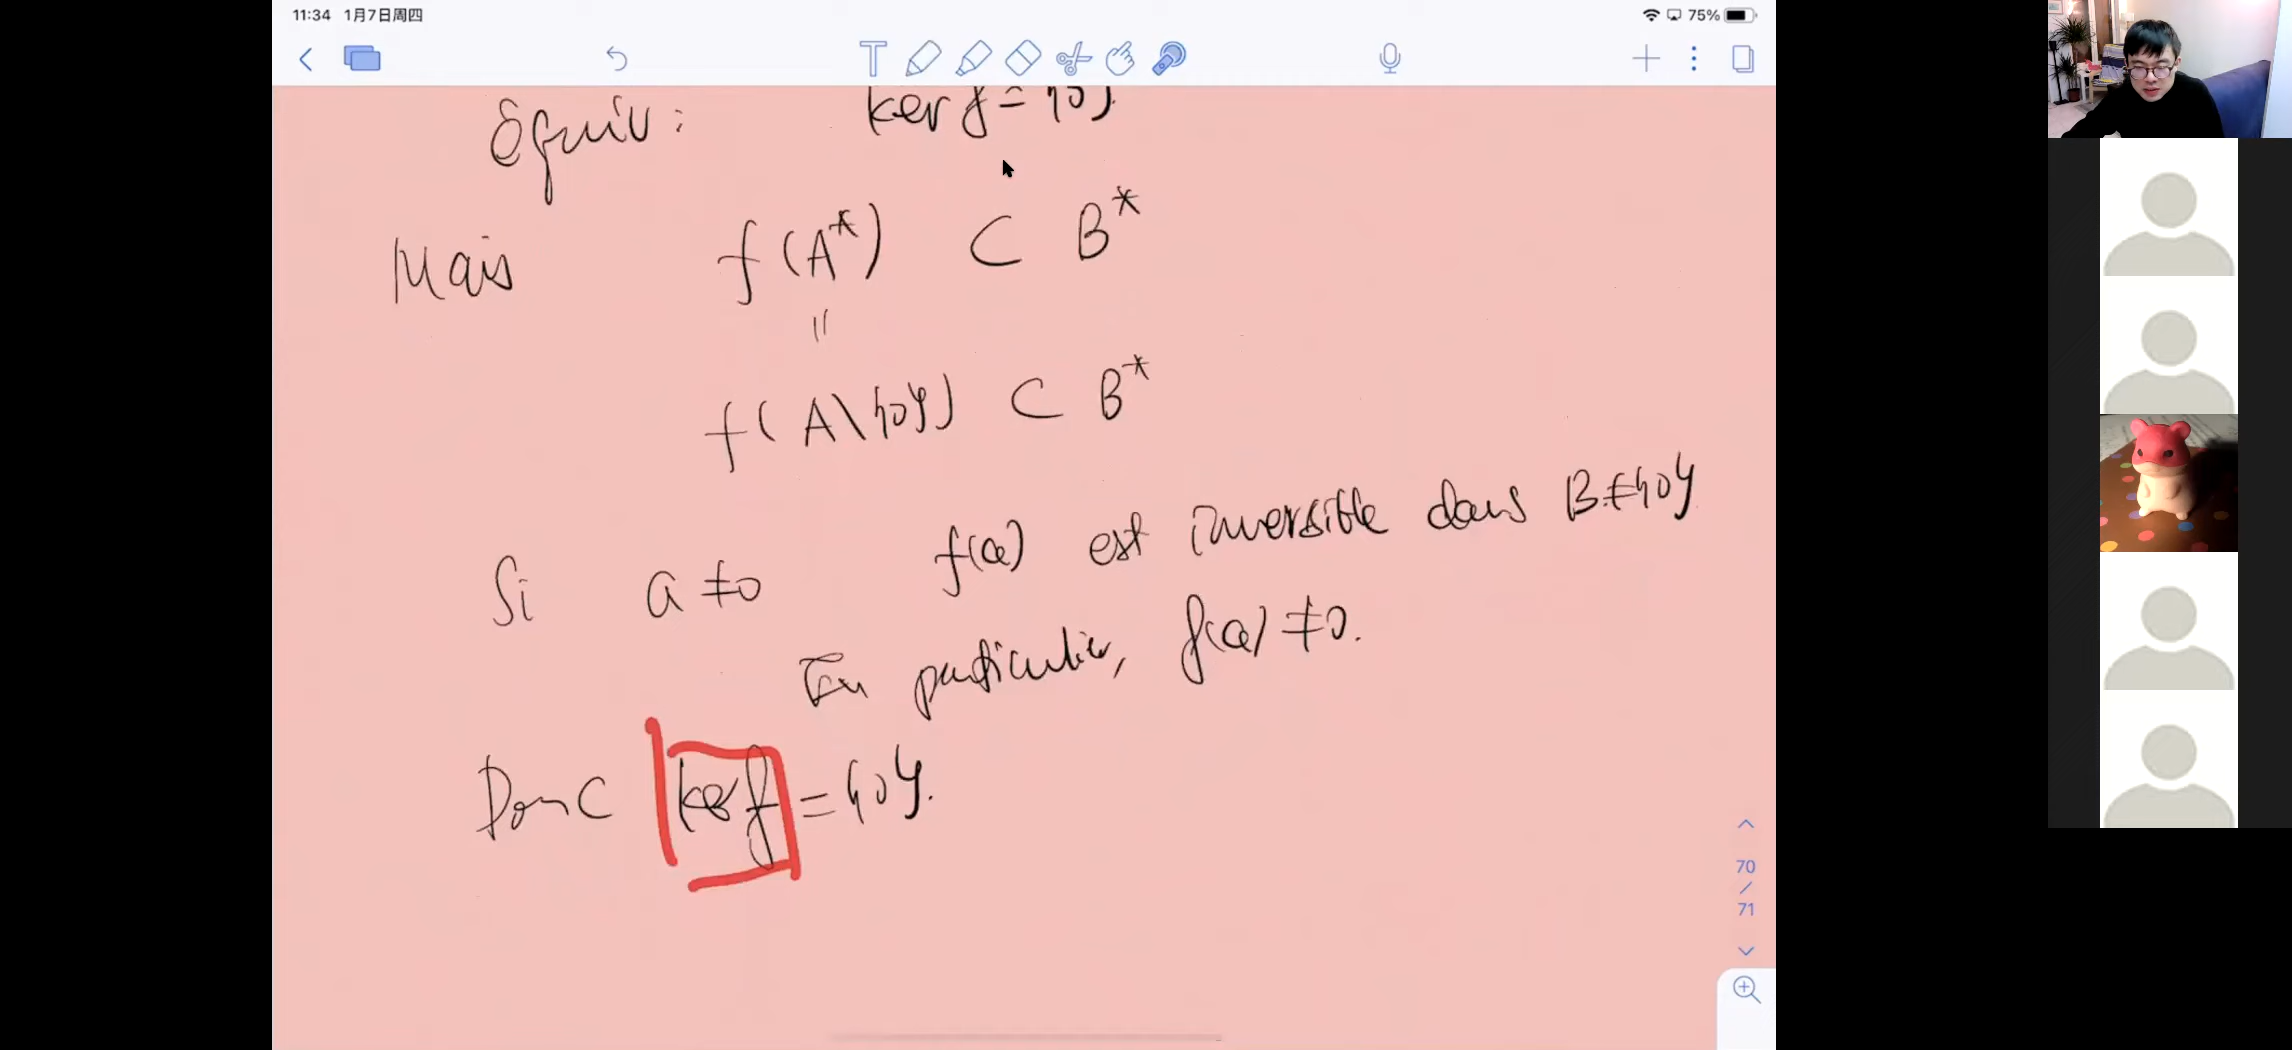 11:34 1月7日周四
75%
Équiv: ker f = {0}.
Mais f(A*) ⊂ B*
=
f(A\{0}) ⊂ B*
Si a ≠ 0 f(a) est inversible dans B ≠ {0}
En particulier, f(a) ≠ 0.
Donc ker f = {0}.
70
/
71